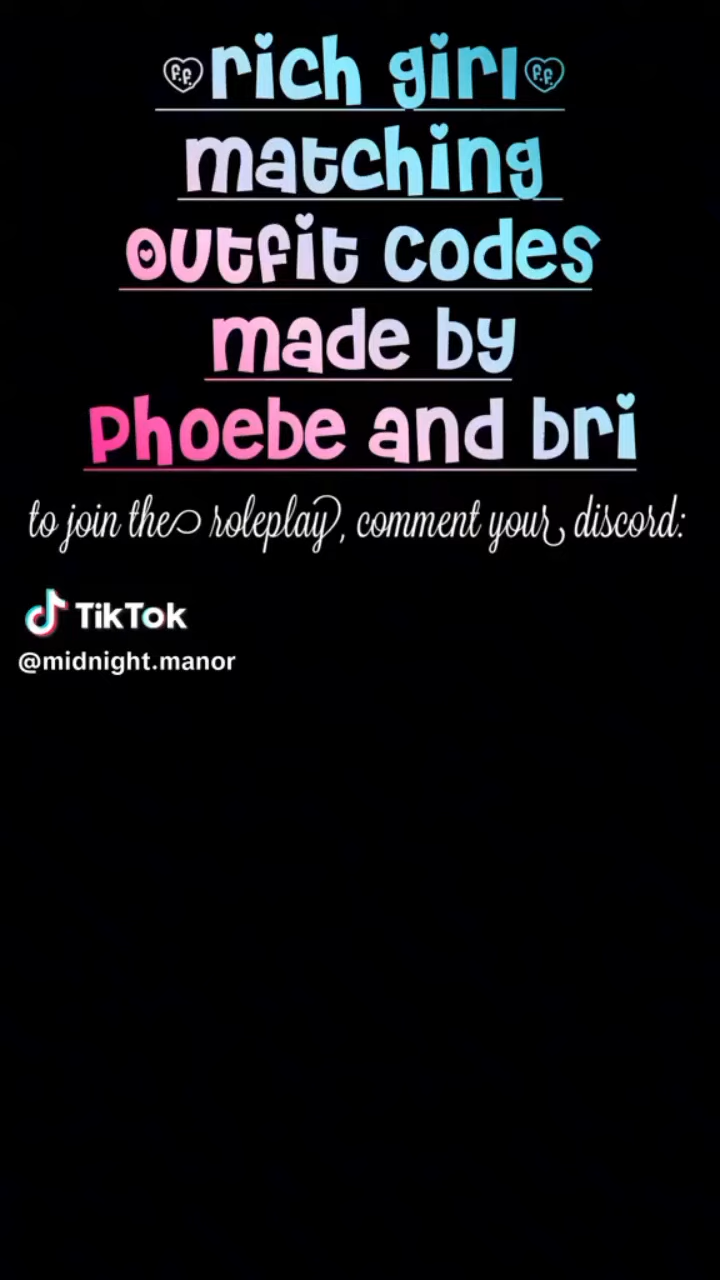 F.F. rich girl F.F.
matching
outfit codes
made by
Phoebe and bri
to join the roleplay, comment your discord:
TikTok
@midnight.manor